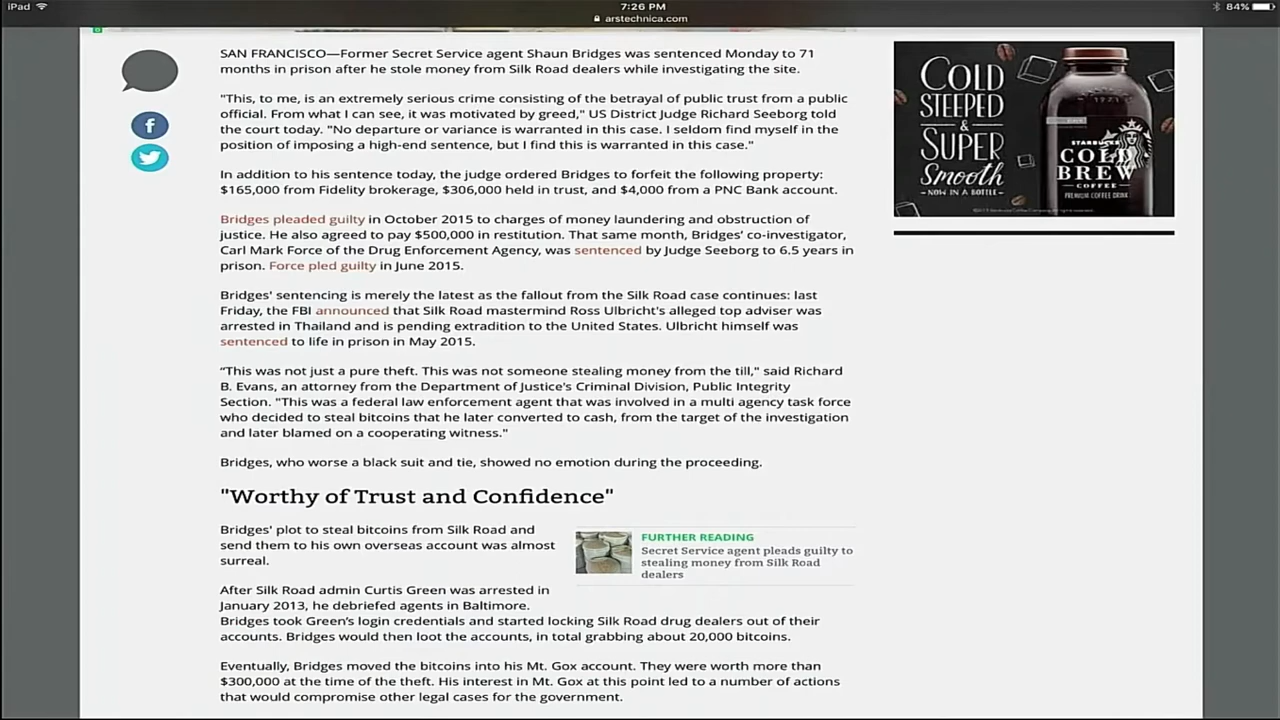 iPad
7:26 PM
84%
arstechnica.com
SAN FRANCISCO—Former Secret Service agent Shaun Bridges was sentenced Monday to 71
months in prison after he stole money from Silk Road dealers while investigating the site.
"This, to me, is an extremely serious crime consisting of the betrayal of public trust from a public
official. From what I can see, it was motivated by greed," US District Judge Richard Seeborg told
the court today. "No departure or variance is warranted in this case. I seldom find myself in the
position of imposing a high-end sentence, but I find this is warranted in this case."
In addition to his sentence today, the judge ordered Bridges to forfeit the following property:
$165,000 from Fidelity brokerage, $306,000 held in trust, and $4,000 from a PNC Bank account.
Bridges pleaded guilty in October 2015 to charges of money laundering and obstruction of
justice. He also agreed to pay $500,000 in restitution. That same month, Bridges' co-investigator,
Carl Mark Force of the Drug Enforcement Agency, was sentenced by Judge Seeborg to 6.5 years in
prison. Force pled guilty in June 2015.
Bridges' sentencing is merely the latest as the fallout from the Silk Road case continues: last
Friday, the FBI announced that Silk Road mastermind Ross Ulbricht's alleged top adviser was
arrested in Thailand and is pending extradition to the United States. Ulbricht himself was
sentenced to life in prison in May 2015.
"This was not just a pure theft. This was not someone stealing money from the till," said Richard
B. Evans, an attorney from the Department of Justice's Criminal Division, Public Integrity
Section. "This was a federal law enforcement agent that was involved in a multi agency task force
who decided to steal bitcoins that he later converted to cash, from the target of the investigation
and later blamed on a cooperating witness."
Bridges, who worse a black suit and tie, showed no emotion during the proceeding.
"Worthy of Trust and Confidence"
Bridges' plot to steal bitcoins from Silk Road and
send them to his own overseas account was almost
surreal.
FURTHER READING
Secret Service agent pleads guilty to
stealing money from Silk Road
dealers
After Silk Road admin Curtis Green was arrested in
January 2013, he debriefed agents in Baltimore.
Bridges took Green's login credentials and started locking Silk Road drug dealers out of their
accounts. Bridges would then loot the accounts, in total grabbing about 20,000 bitcoins.
Eventually, Bridges moved the bitcoins into his Mt. Gox account. They were worth more than
$300,000 at the time of the theft. His interest in Mt. Gox at this point led to a number of actions
that would compromise other legal cases for the government.
COLD
STEEPED
&
SUPER
Smooth
—NOW IN A BOTTLE—
STARBUCKS
COLD
BREW
COFFEE
PREMIUM COFFEE DRINK